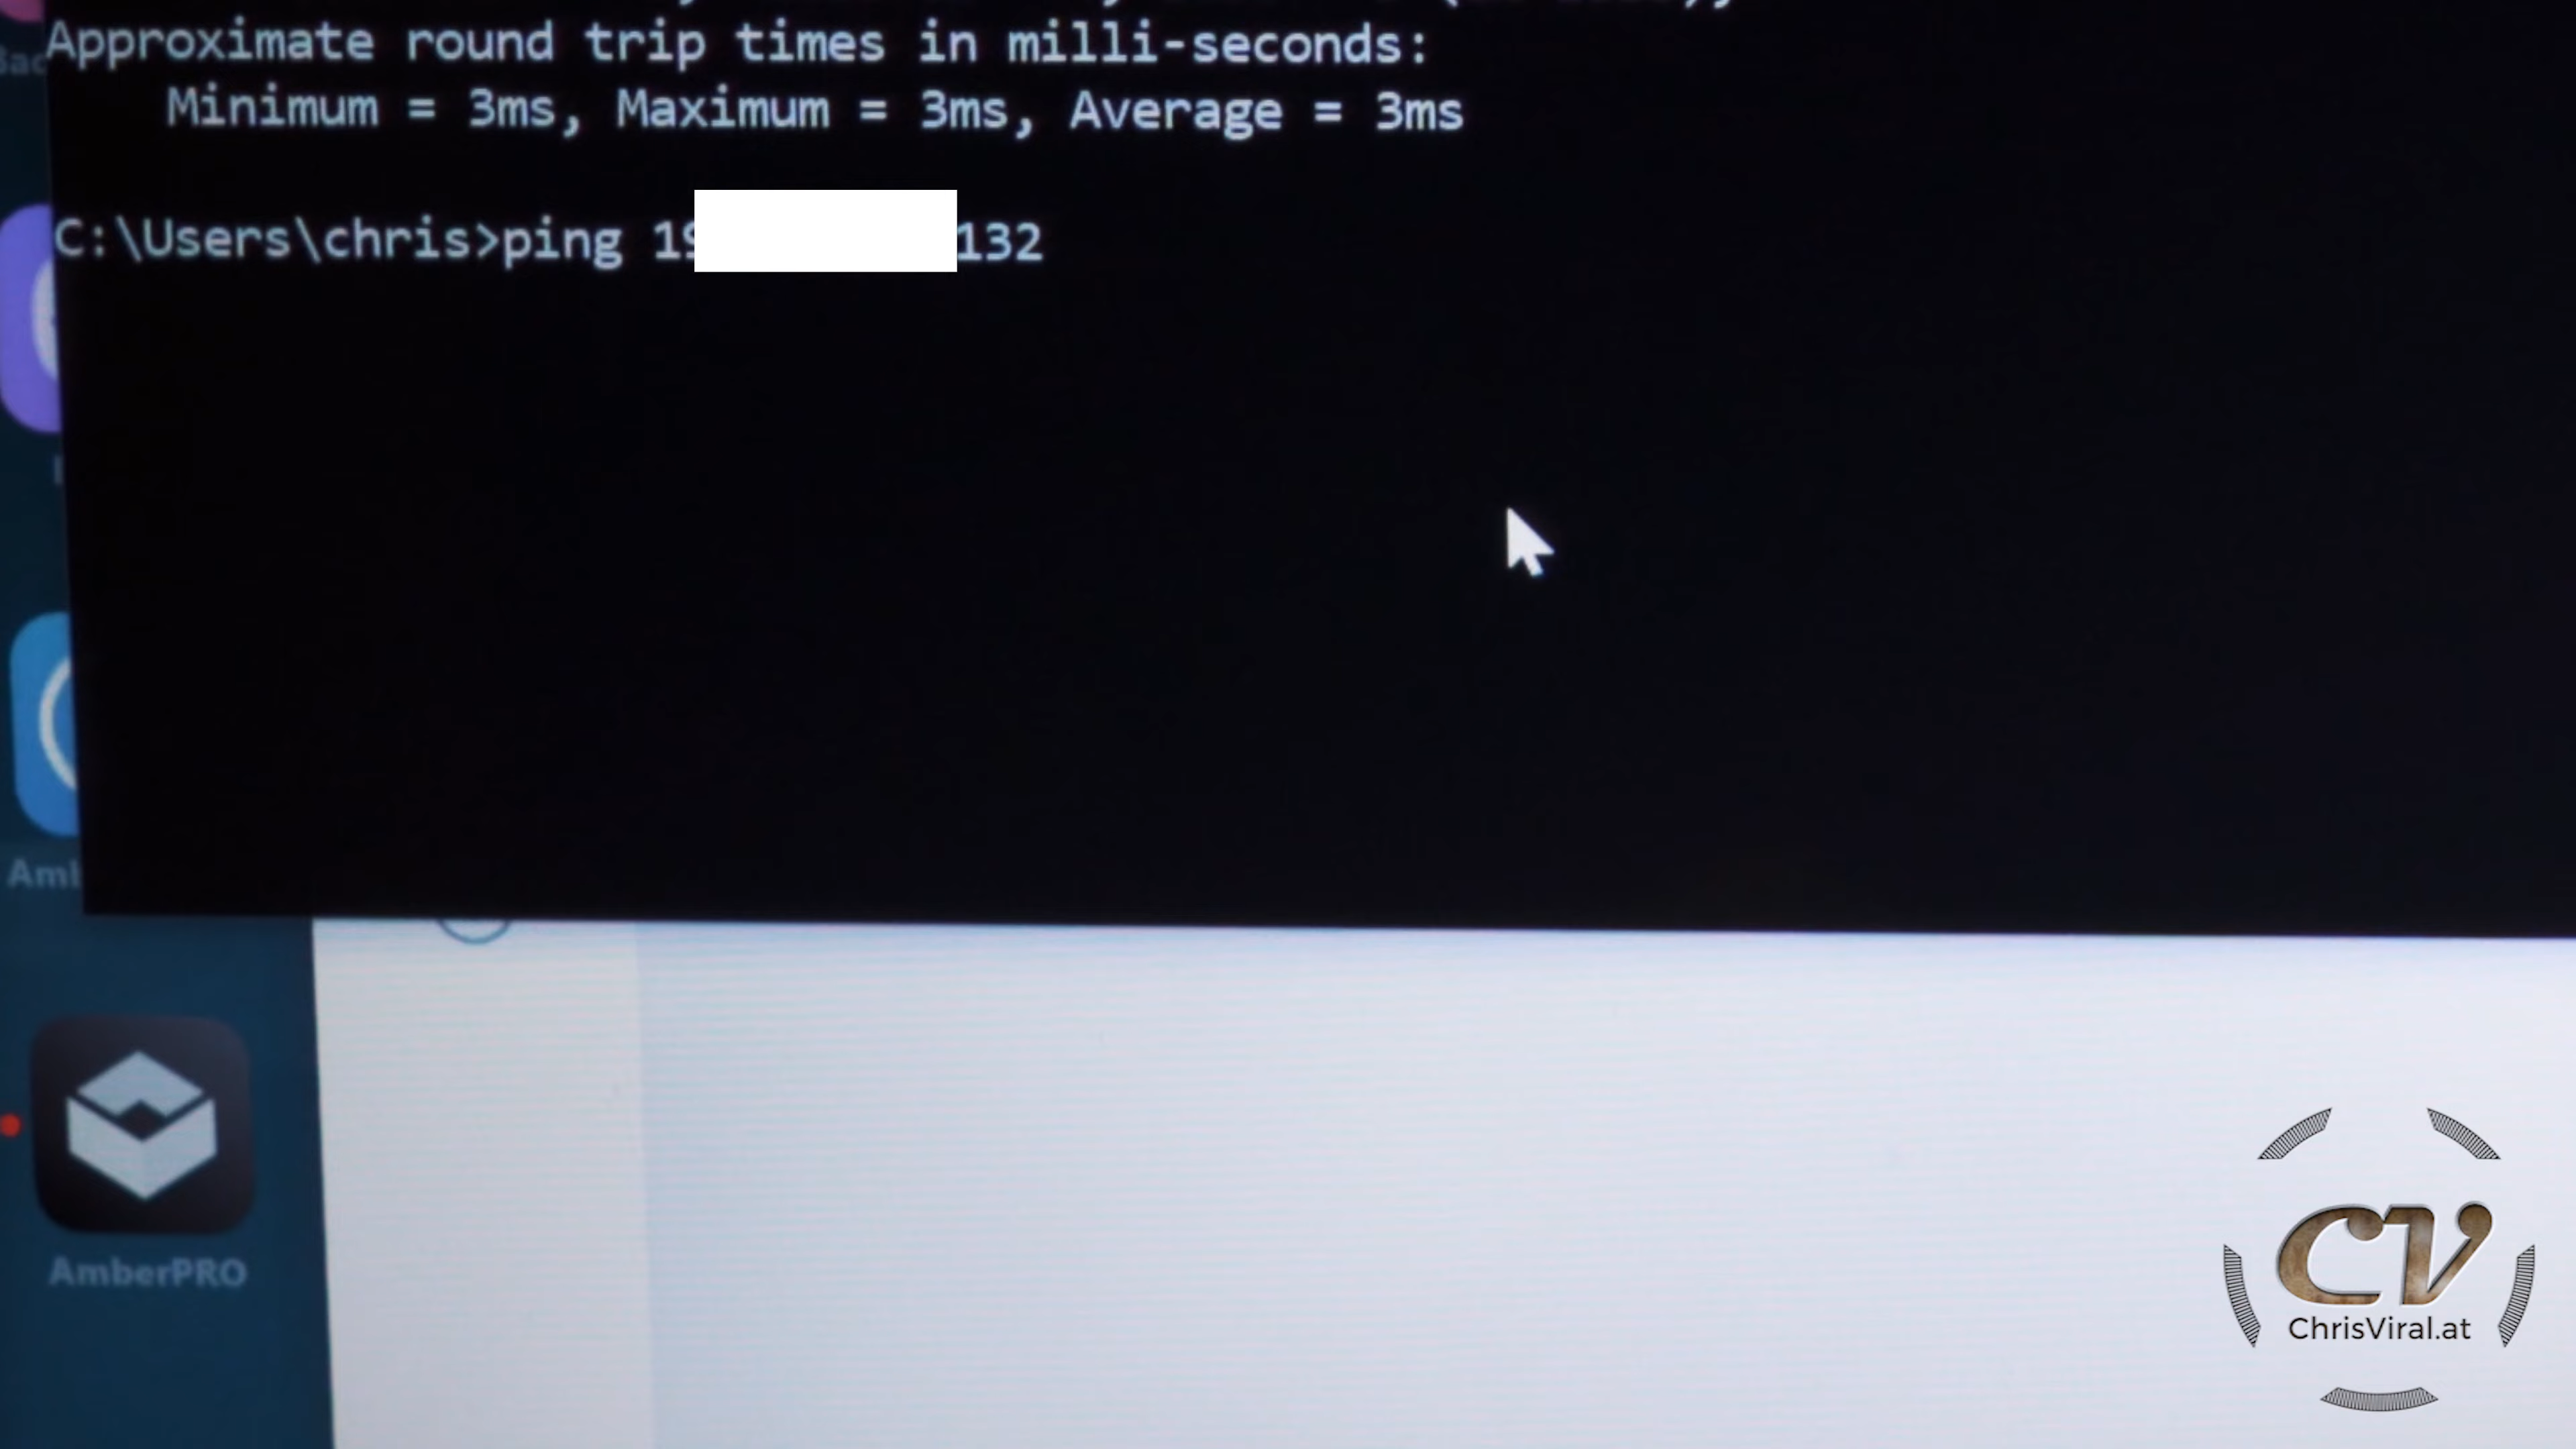 Approximate round trip times in milli-seconds:
Minimum = 3ms, Maximum = 3ms, Average = 3ms
C:\Users\chris>ping 19 132
AmberPRO
CV
ChrisViral.at